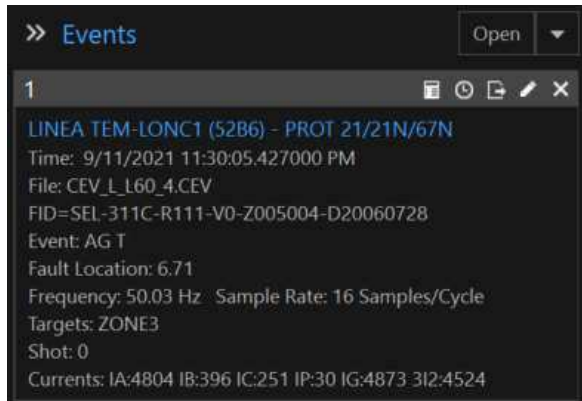 Events
Open
1
LINEA TEM-LONC1 (52B6) - PROT 21/21N/67N
Time: 9/11/2021 11:30:05.427000 PM
File: CEV_L_L60_4.CEV
FID=SEL-311C-R111-V0-Z005004-D20060728
Event: AG T
Fault Location: 6.71
Frequency: 50.03 Hz Sample Rate: 16 Samples/Cycle
Targets: ZONE3
Shot: 0
Currents: IA:4804 IB:396 IC:251 IP:30 IG:4873 3I2:4524